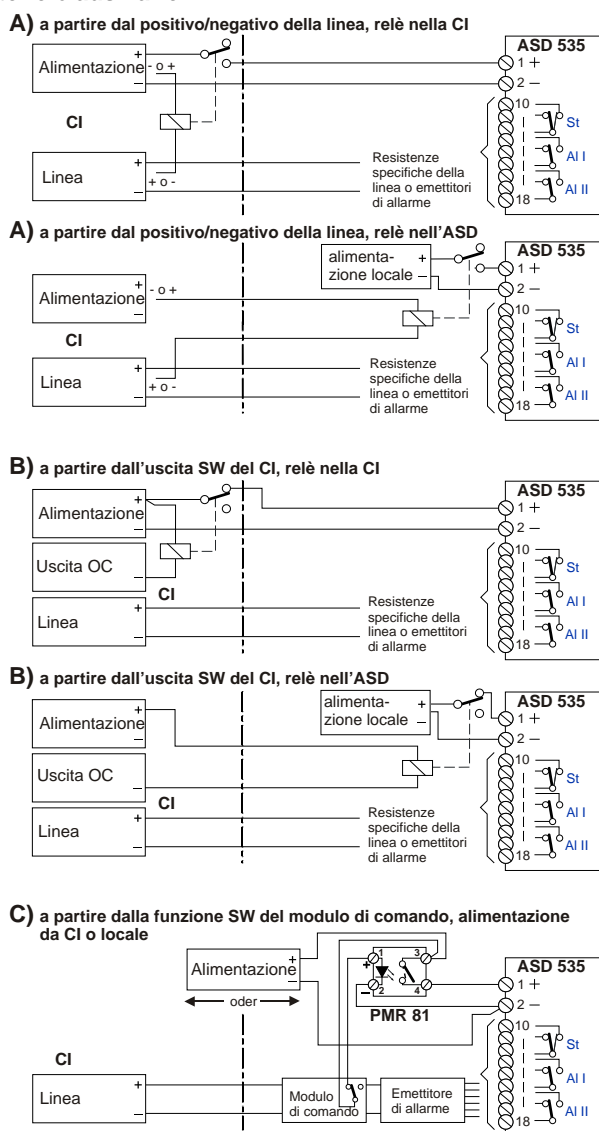 A) a partire dal positivo/negativo della linea, relè nella CI
Alimentazione
+
- o +
–
CI
Linea
+
+ o -
–
Resistenze
specifiche della
linea o emettitori
di allarme
ASD 535
1 +
2 –
10
St
Al I
Al II
18
A) a partire dal positivo/negativo della linea, relè nell'ASD
alimenta-
zione locale
+
–
Alimentazione
- o +
–
CI
Linea
+
+ o -
–
Resistenze
specifiche della
linea o emettitori
di allarme
ASD 535
1 +
2 –
10
St
Al I
Al II
18
B) a partire dall'uscita SW del CI, relè nella CI
Alimentazione
+
–
Uscita OC
–
CI
Linea
+
–
Resistenze
specifiche della
linea o emettitori
di allarme
ASD 535
1 +
2 –
10
St
Al I
Al II
18
B) a partire dall'uscita SW del CI, relè nell'ASD
alimenta-
zione locale
+
–
Alimentazione
+
–
Uscita OC
–
CI
Linea
+
–
Resistenze
specifiche della
linea o emettitori
di allarme
ASD 535
1 +
2 –
10
St
Al I
Al II
18
C) a partire dalla funzione SW del modulo di comando, alimentazione
da CI o locale
Alimentazione
+
–
oder
1
3
+
–
2
4
PMR 81
CI
Linea
+
–
Modulo
di comando
Emettitore
di allarme
ASD 535
1 +
2 –
10
St
Al I
Al II
18